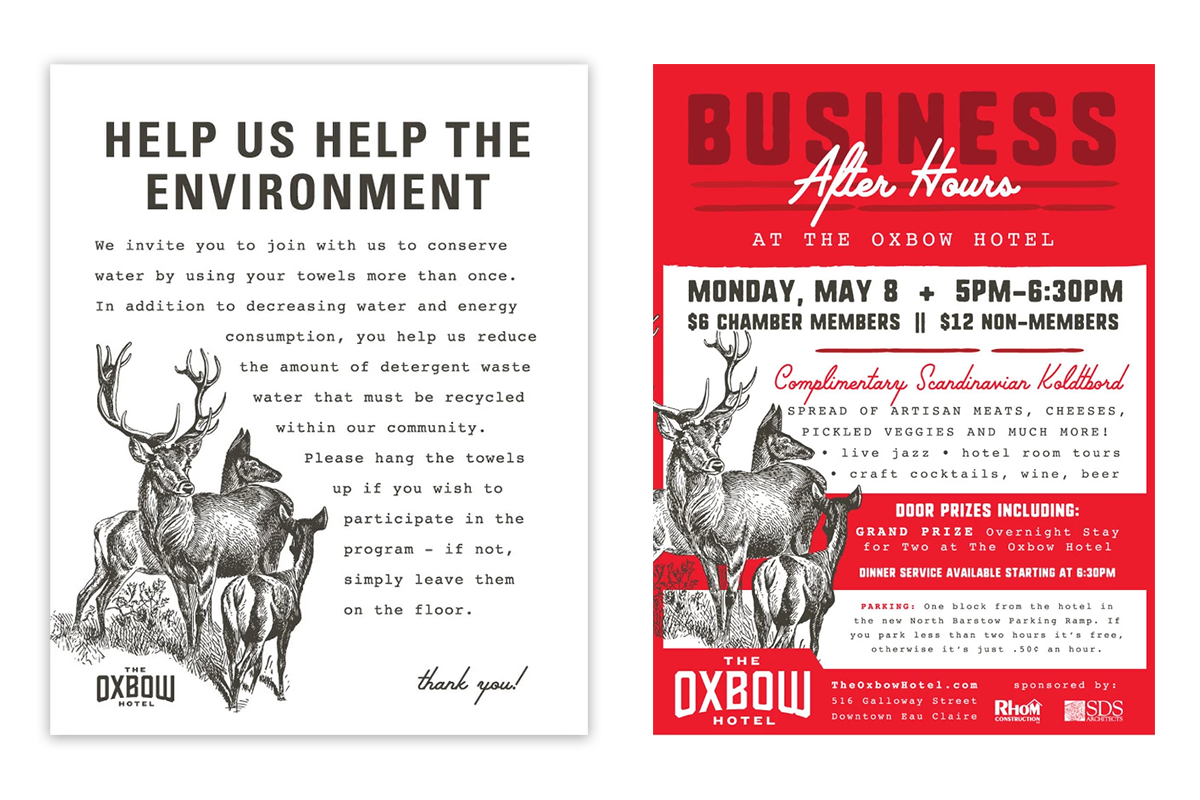 HELP US HELP THE
ENVIRONMENT
We invite you to join with us to conserve
water by using your towels more than once.
In addition to decreasing water and energy
consumption, you help us reduce
the amount of detergent waste
water that must be recycled
within our community.
Please hang the towels
up if you wish to
participate in the
program – if not,
simply leave them
on the floor.
THE
OXBOW
HOTEL
thank you!
BUSINESS
After Hours
AT THE OXBOW HOTEL
MONDAY, MAY 8 + 5PM–6:30PM
$6 CHAMBER MEMBERS || $12 NON-MEMBERS
Complimentary Scandinavian Koldtbord
SPREAD OF ARTISAN MEATS, CHEESES,
PICKLED VEGGIES AND MUCH MORE!
• live jazz • hotel room tours
• craft cocktails, wine, beer
DOOR PRIZES INCLUDING:
GRAND PRIZE Overnight Stay
for Two at The Oxbow Hotel
DINNER SERVICE AVAILABLE STARTING AT 6:30PM
PARKING: One block from the hotel in
the new North Barstow Parking Ramp. If
you park less than two hours it's free,
otherwise it's just .50¢ an hour.
THE
OXBOW
HOTEL
TheOxbowHotel.com
516 Galloway Street
Downtown Eau Claire
sponsored by:
RHOM
CONSTRUCTION
SDS
ARCHITECTS